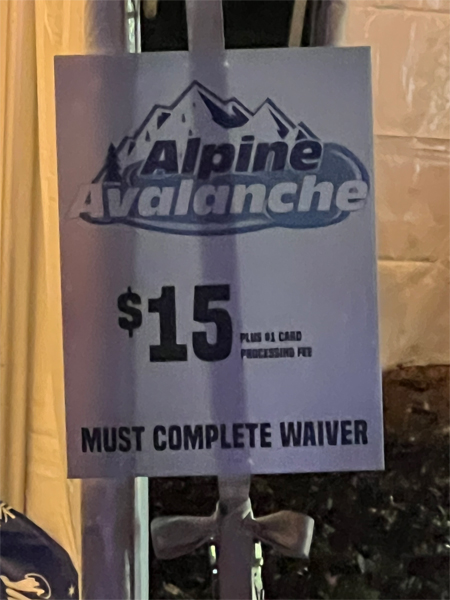 Alpine
Avalanche
$15
PLUS $1 CARD
PROCESSING FEE
MUST COMPLETE WAIVER